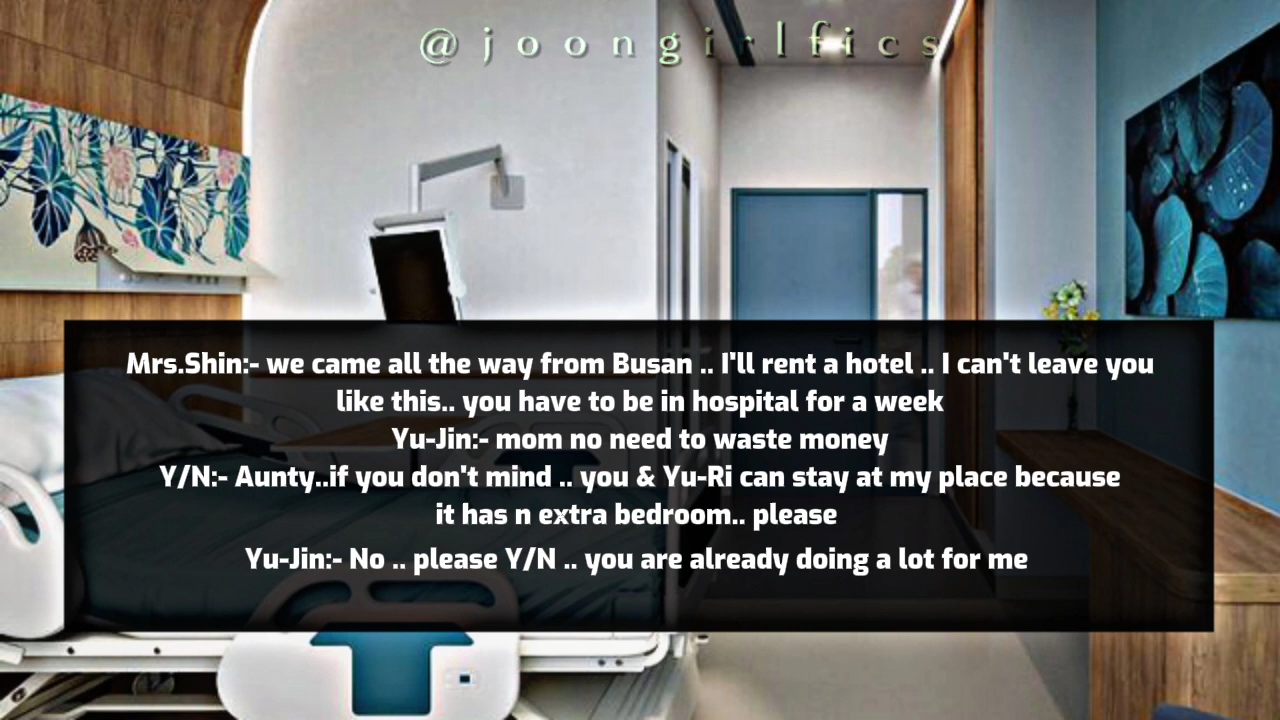 @joongirlfics
Mrs.Shin:- we came all the way from Busan .. I'll rent a hotel .. I can't leave you
like this.. you have to be in hospital for a week
Yu-Jin:- mom no need to waste money
Y/N:- Aunty..if you don't mind .. you & Yu-Ri can stay at my place because
it has n extra bedroom.. please
Yu-Jin:- No .. please Y/N .. you are already doing a lot for me